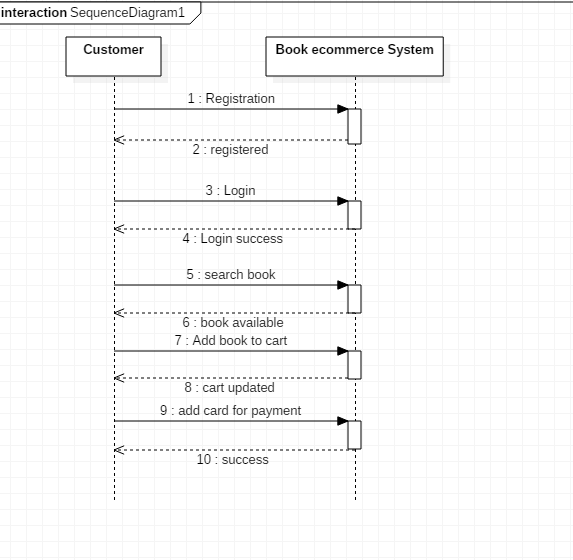 interaction SequenceDiagram1
Customer
Book ecommerce System
1 : Registration
2 : registered
3 : Login
4 : Login success
5 : search book
6 : book available
7 : Add book to cart
8 : cart updated
9 : add card for payment
10 : success